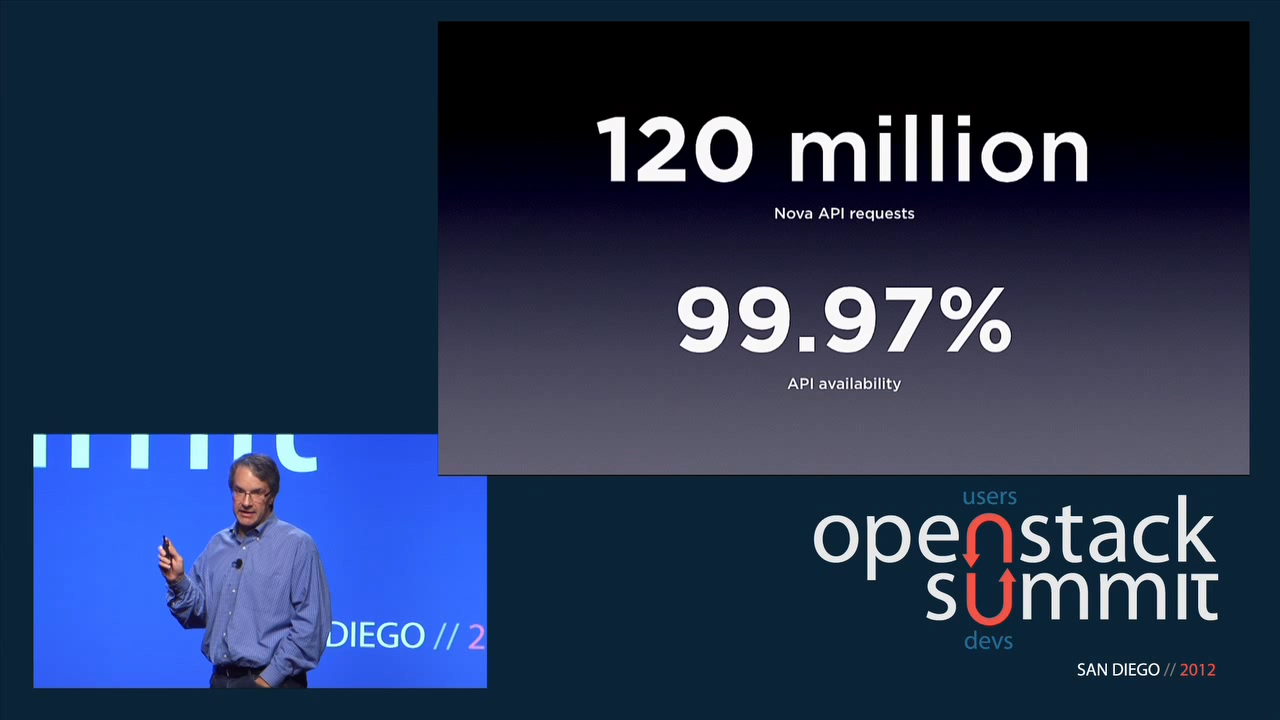 120 million
Nova API requests
99.97%
API availability
DIEGO // 2
users
openstack
summit
devs
SAN DIEGO // 2012